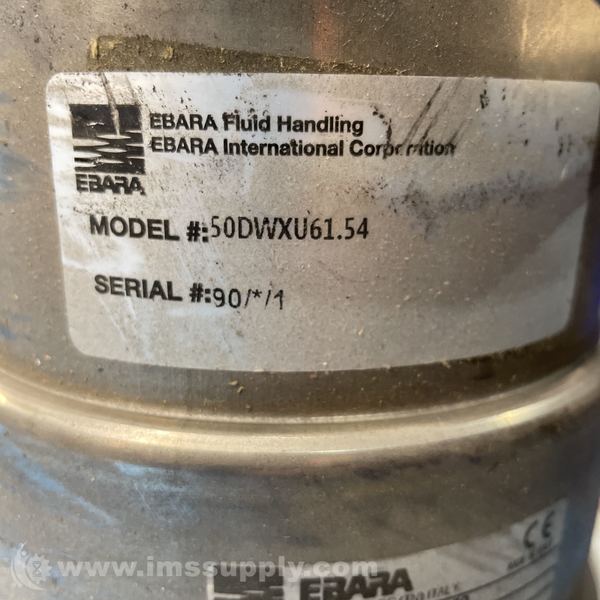 EBARA Fluid Handling
EBARA International Corporation
EBARA
MODEL #:50DWXU61.54
SERIAL #:90/*/1
CE
EBARA
www.imssupply.com